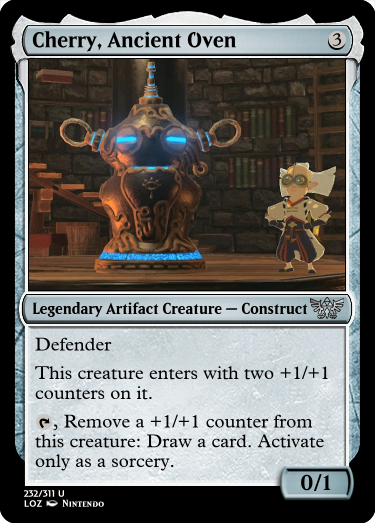 Cherry, Ancient Oven 3
Legendary Artifact Creature — Construct
Defender
This creature enters with two +1/+1
counters on it.
, Remove a +1/+1 counter from
this creature: Draw a card. Activate
only as a sorcery.
0/1
232/311 U
LOZ Nintendo